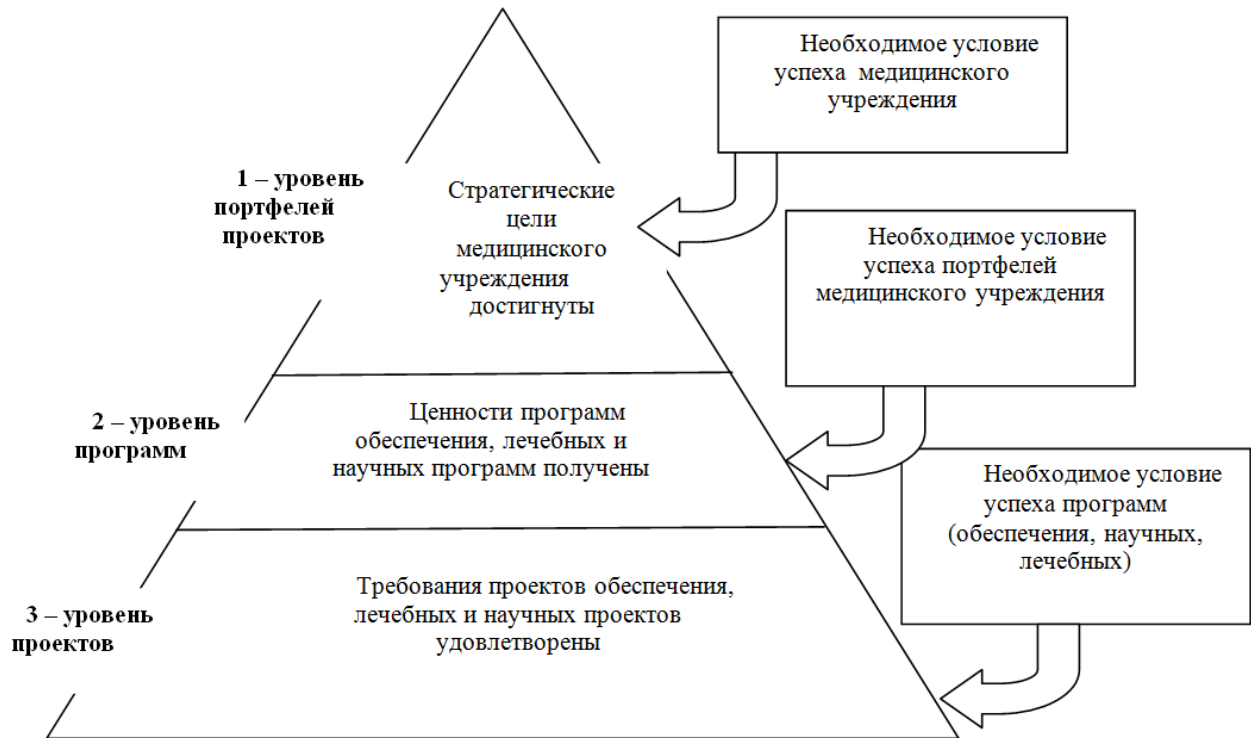 Необходимое условие
успеха медицинского
учреждения
1 – уровень
портфелей
проектов
Стратегические
цели
медицинского
учреждения
достигнуты
Необходимое условие
успеха портфелей
медицинского учреждения
2 – уровень
программ
Ценности программ
обеспечения, лечебных и
научных программ получены
Необходимое условие
успеха программ
(обеспечения, научных,
лечебных)
3 – уровень
проектов
Требования проектов обеспечения,
лечебных и научных проектов
удовлетворены